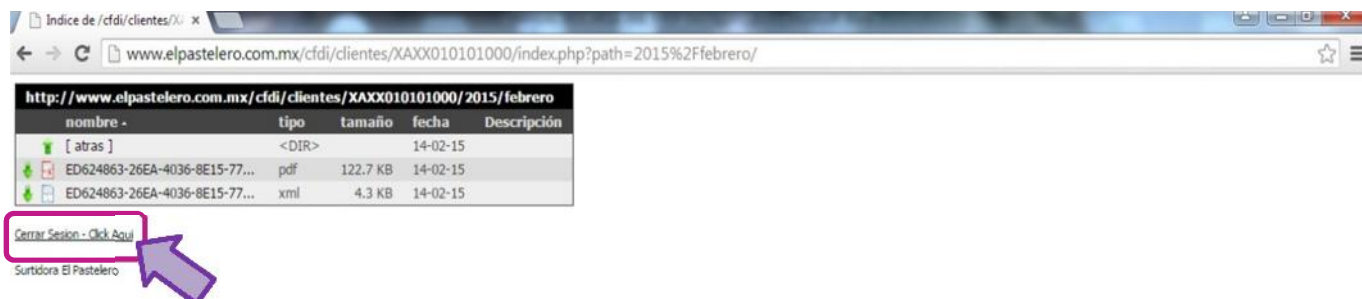 Indice de /cfdi/clientes/X
www.elpastelero.com.mx/cfdi/clientes/XAXX010101000/index.php?path=2015%2Ffebrero/
http://www.elpastelero.com.mx/cfdi/clientes/XAXX010101000/2015/febrero
nombre tipo tamaño fecha Descripción
[ atras ] <DIR> 14-02-15
ED624863-26EA-4036-8E15-77... pdf 122.7 KB 14-02-15
ED624863-26EA-4036-8E15-77... xml 4.3 KB 14-02-15
Cerrar Sesion - Click Aqui
Surtidora El Pastelero